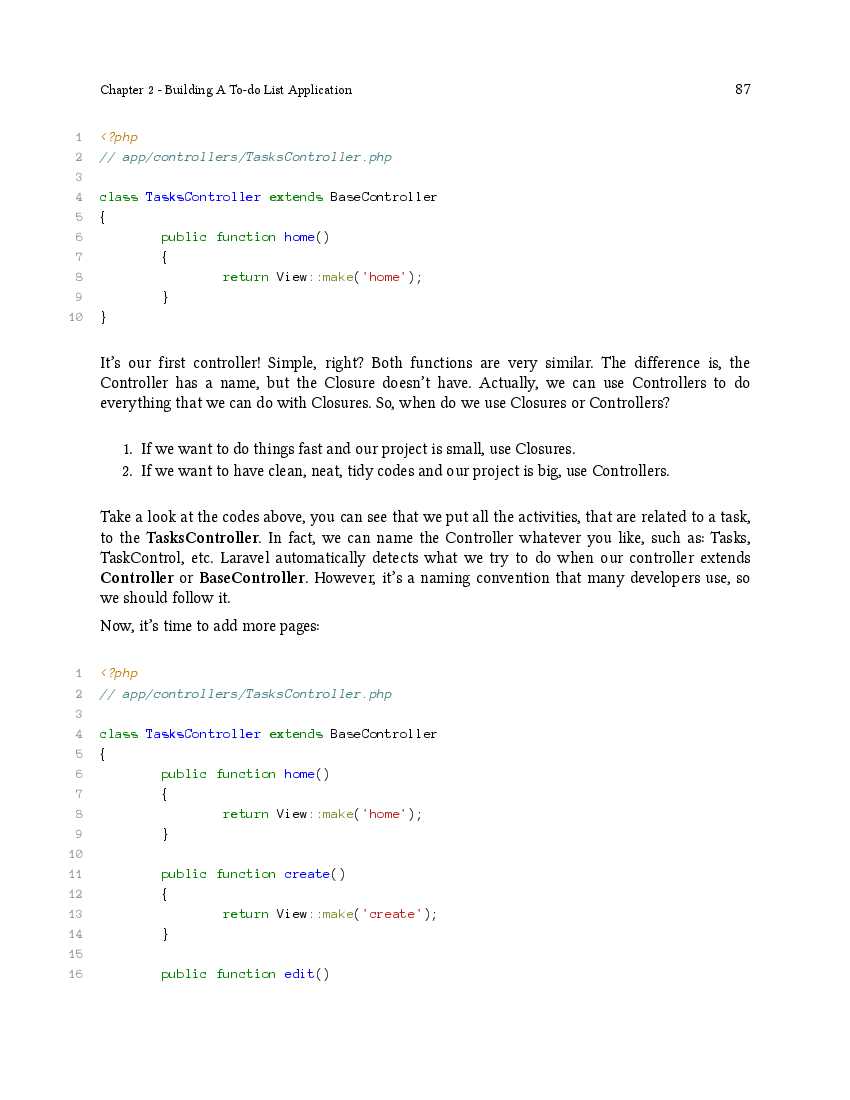 Chapter 2 - Building A To-do List Application 87
1 <?php
2 // app/controllers/TasksController.php
3
4 class TasksController extends BaseController
5 {
6 public function home()
7 {
8 return View::make('home');
9 }
10 }
It's our first controller! Simple, right? Both functions are very similar. The difference is, the
Controller has a name, but the Closure doesn't have. Actually, we can use Controllers to do
everything that we can do with Closures. So, when do we use Closures or Controllers?
1. If we want to do things fast and our project is small, use Closures.
2. If we want to have clean, neat, tidy codes and our project is big, use Controllers.
Take a look at the codes above, you can see that we put all the activities, that are related to a task,
to the TasksController. In fact, we can name the Controller whatever you like, such as: Tasks,
TaskControl, etc. Laravel automatically detects what we try to do when our controller extends
Controller or BaseController. However, it's a naming convention that many developers use, so
we should follow it.
Now, it's time to add more pages:
1 <?php
2 // app/controllers/TasksController.php
3
4 class TasksController extends BaseController
5 {
6 public function home()
7 {
8 return View::make('home');
9 }
10
11 public function create()
12 {
13 return View::make('create');
14 }
15
16 public function edit()